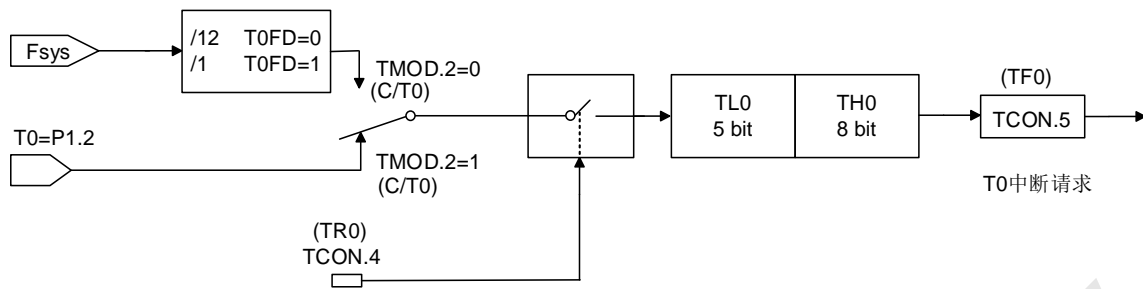 Fsys
/12 T0FD=0
/1 T0FD=1
TMOD.2=0
(C/T0)
T0=P1.2
TMOD.2=1
(C/T0)
(TR0)
TCON.4
TL0
5 bit
TH0
8 bit
(TF0)
TCON.5
T0中断请求